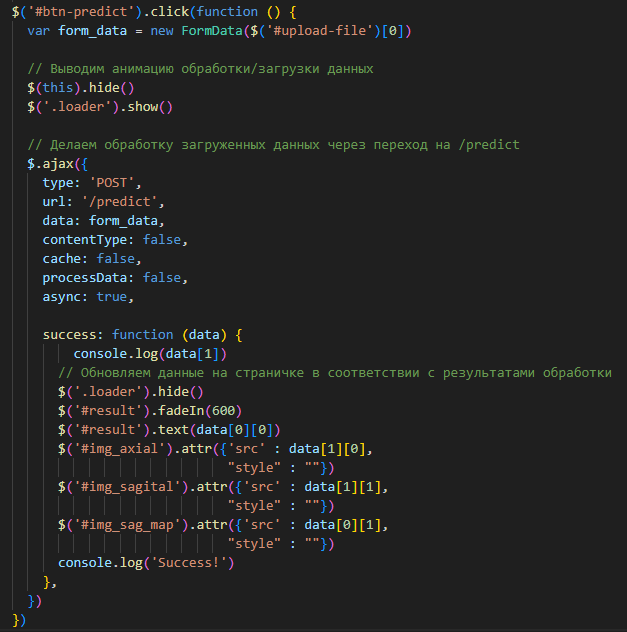 $('#btn-predict').click(function () {
  var form_data = new FormData($('#upload-file')[0])

  // Выводим анимацию обработки/загрузки данных
  $(this).hide()
  $('.loader').show()

  // Делаем обработку загруженных данных через переход на /predict
  $.ajax({
    type: 'POST',
    url: '/predict',
    data: form_data,
    contentType: false,
    cache: false,
    processData: false,
    async: true,

    success: function (data) {
        console.log(data[1])
      // Обновляем данные на страничке в соответствии с результатами обработки
      $('.loader').hide()
      $('#result').fadeIn(600)
      $('#result').text(data[0][0])
      $('#img_axial').attr({'src' : data[1][0],
                            "style" : ""})
      $('#img_sagital').attr({'src' : data[1][1],
                            "style" : ""})
      $('#img_sag_map').attr({'src' : data[0][1],
                            "style" : ""})
      console.log('Success!')
    },
  })
})